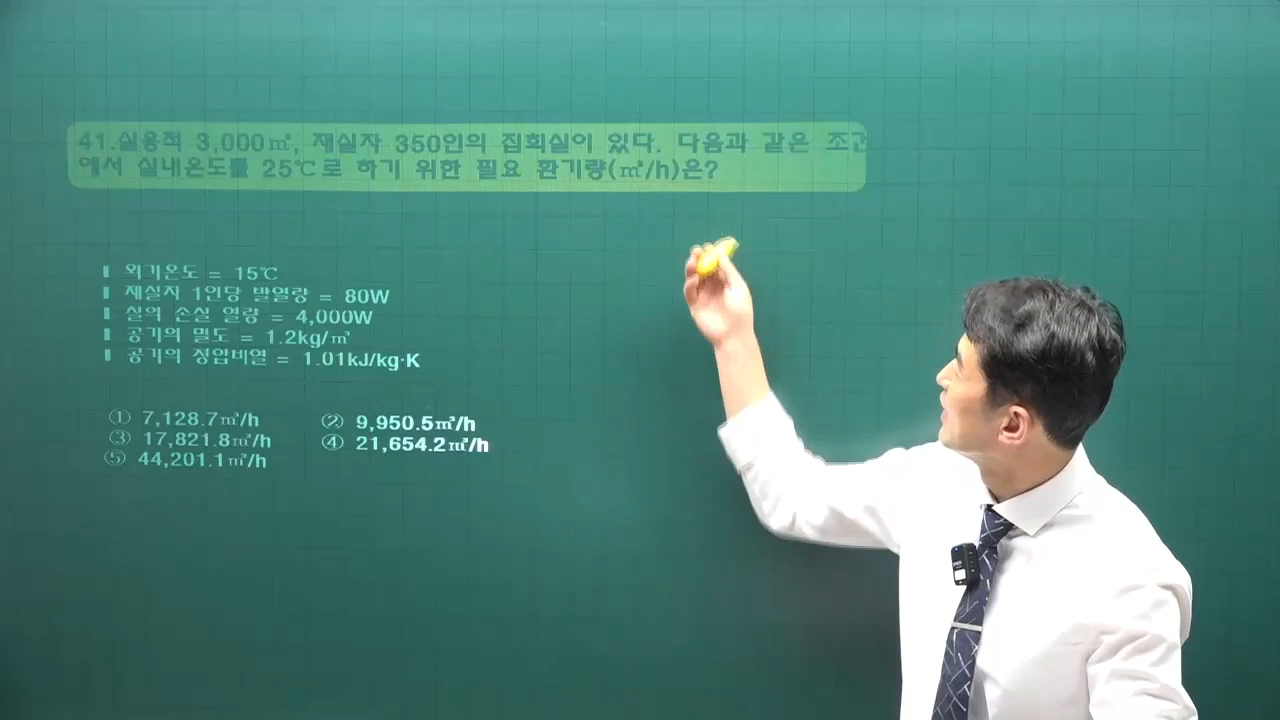 41.실용적 3,000㎥, 재실자 350인의 집회실이 있다. 다음과 같은 조건
에서 실내온도를 25℃로 하기 위한 필요 환기량(㎥/h)은?
외기온도 = 15℃
재실자 1인당 발열량 = 80W
실의 손실 열량 = 4,000W
공기의 밀도 = 1.2kg/㎥
공기의 정압비열 = 1.01kJ/kg·K
① 7,128.7㎥/h ② 9,950.5㎥/h
③ 17,821.8㎥/h ④ 21,654.2㎥/h
⑤ 44,201.1㎥/h